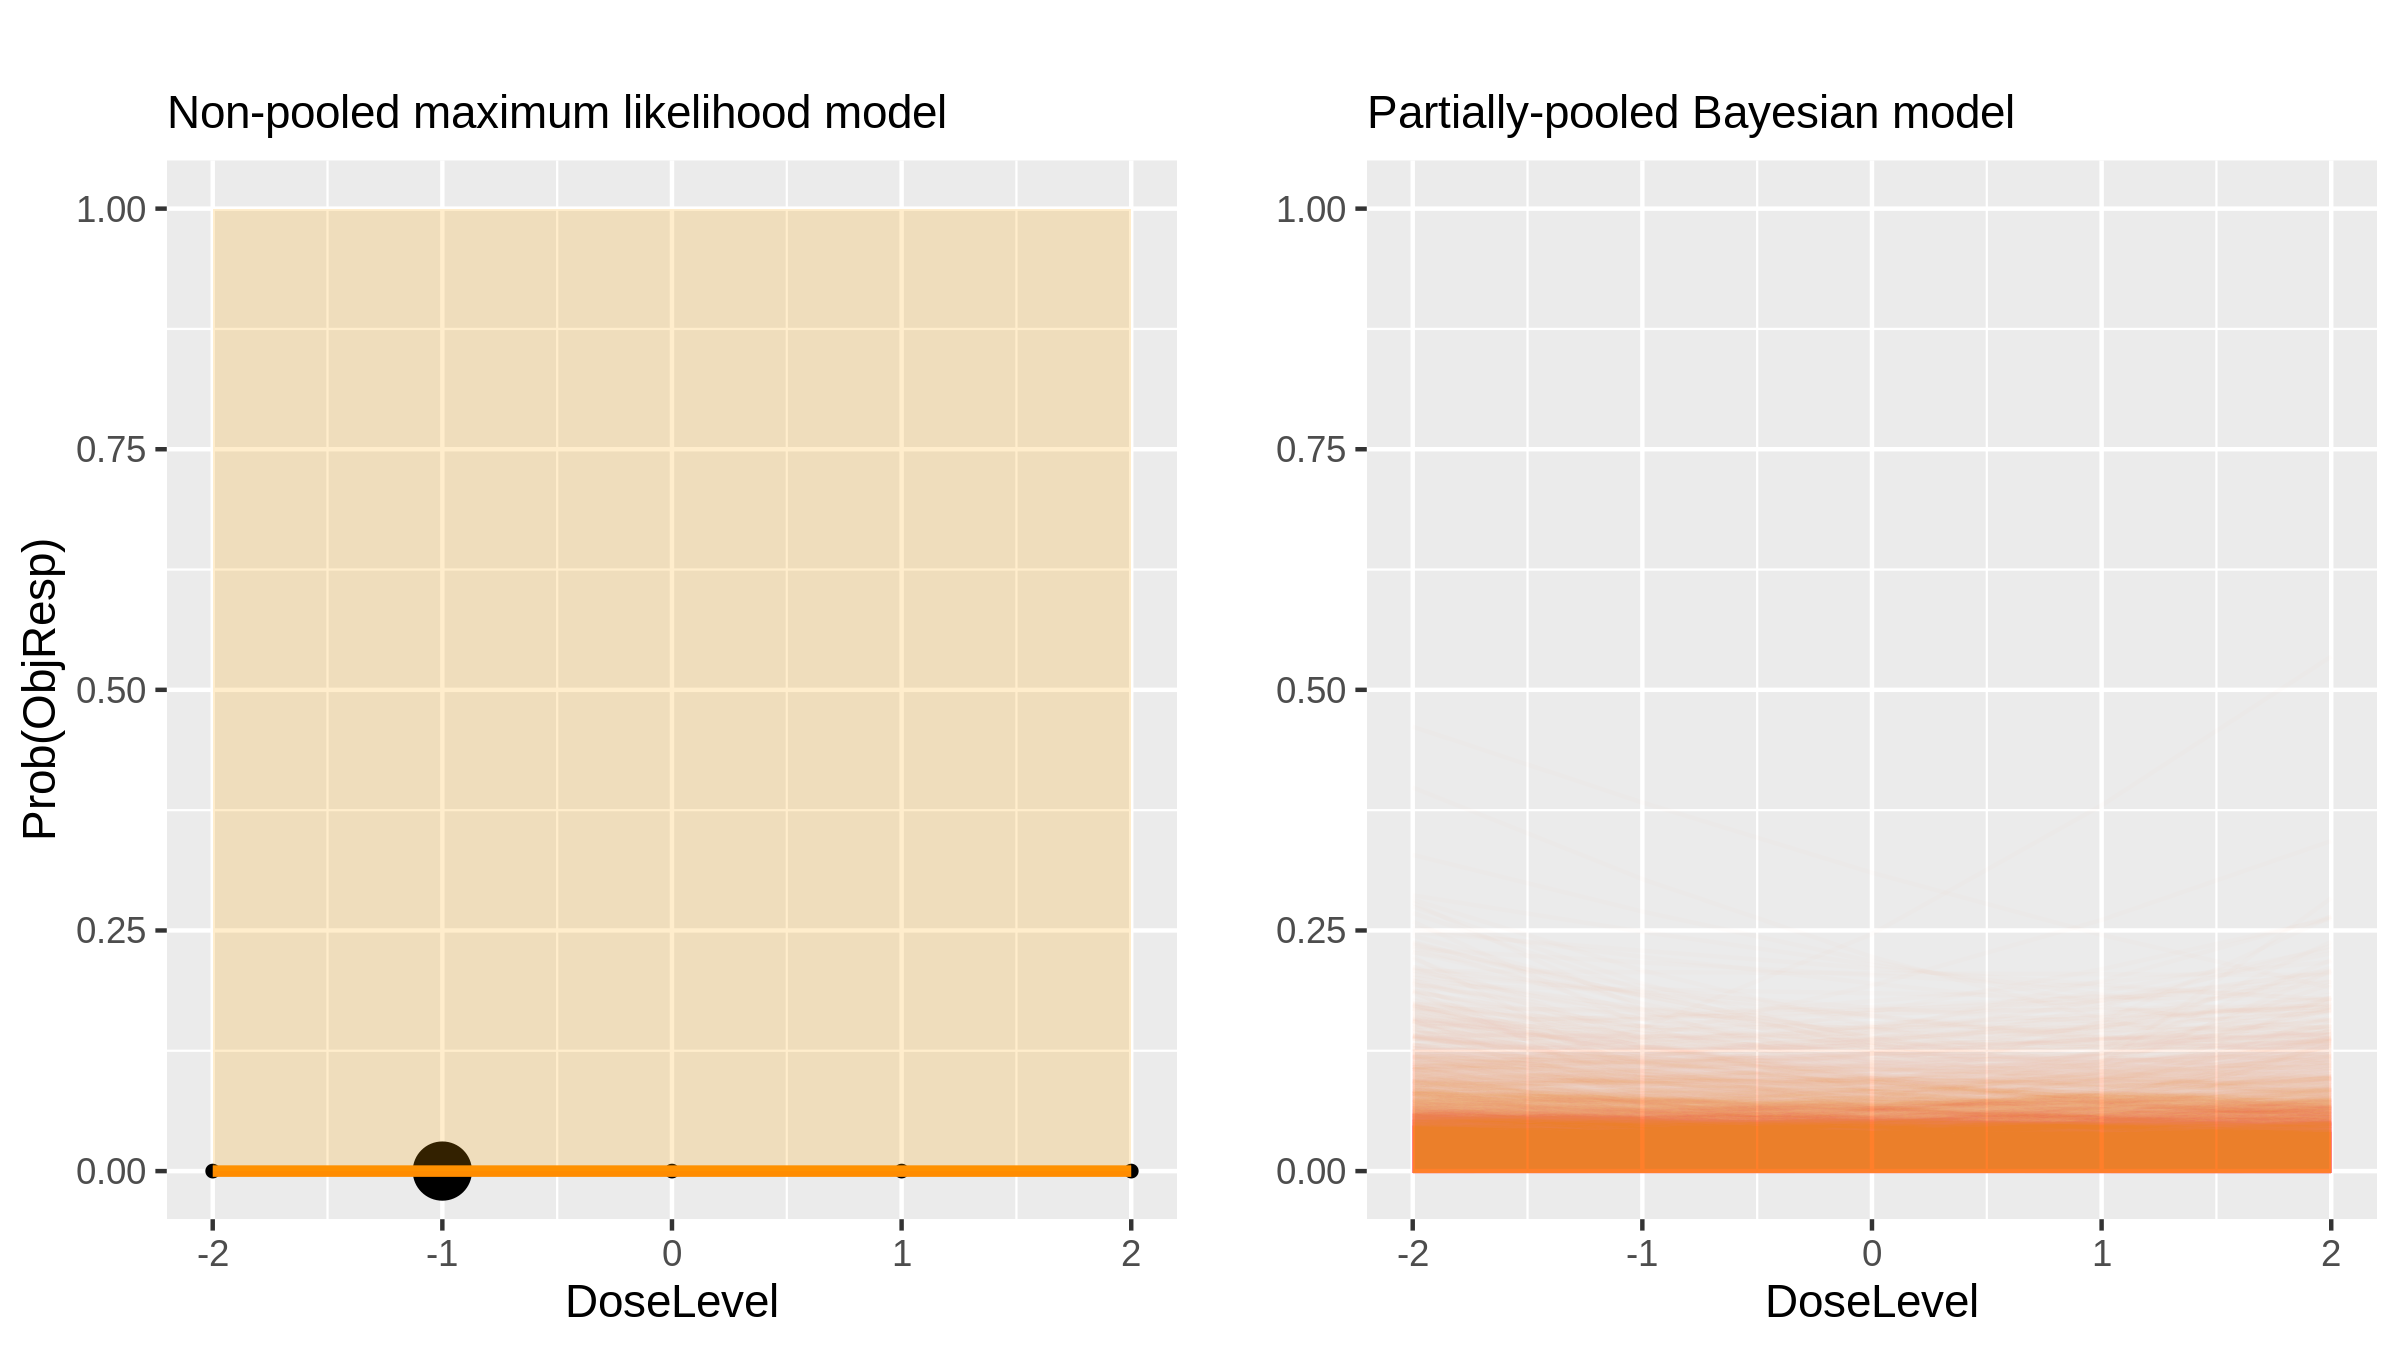 Non-pooled maximum likelihood model
Prob(ObjResp)
1.00
0.75
0.50
0.25
0.00
-2 -1 0 1 2
DoseLevel
Partially-pooled Bayesian model
1.00
0.75
0.50
0.25
0.00
-2 -1 0 1 2
DoseLevel